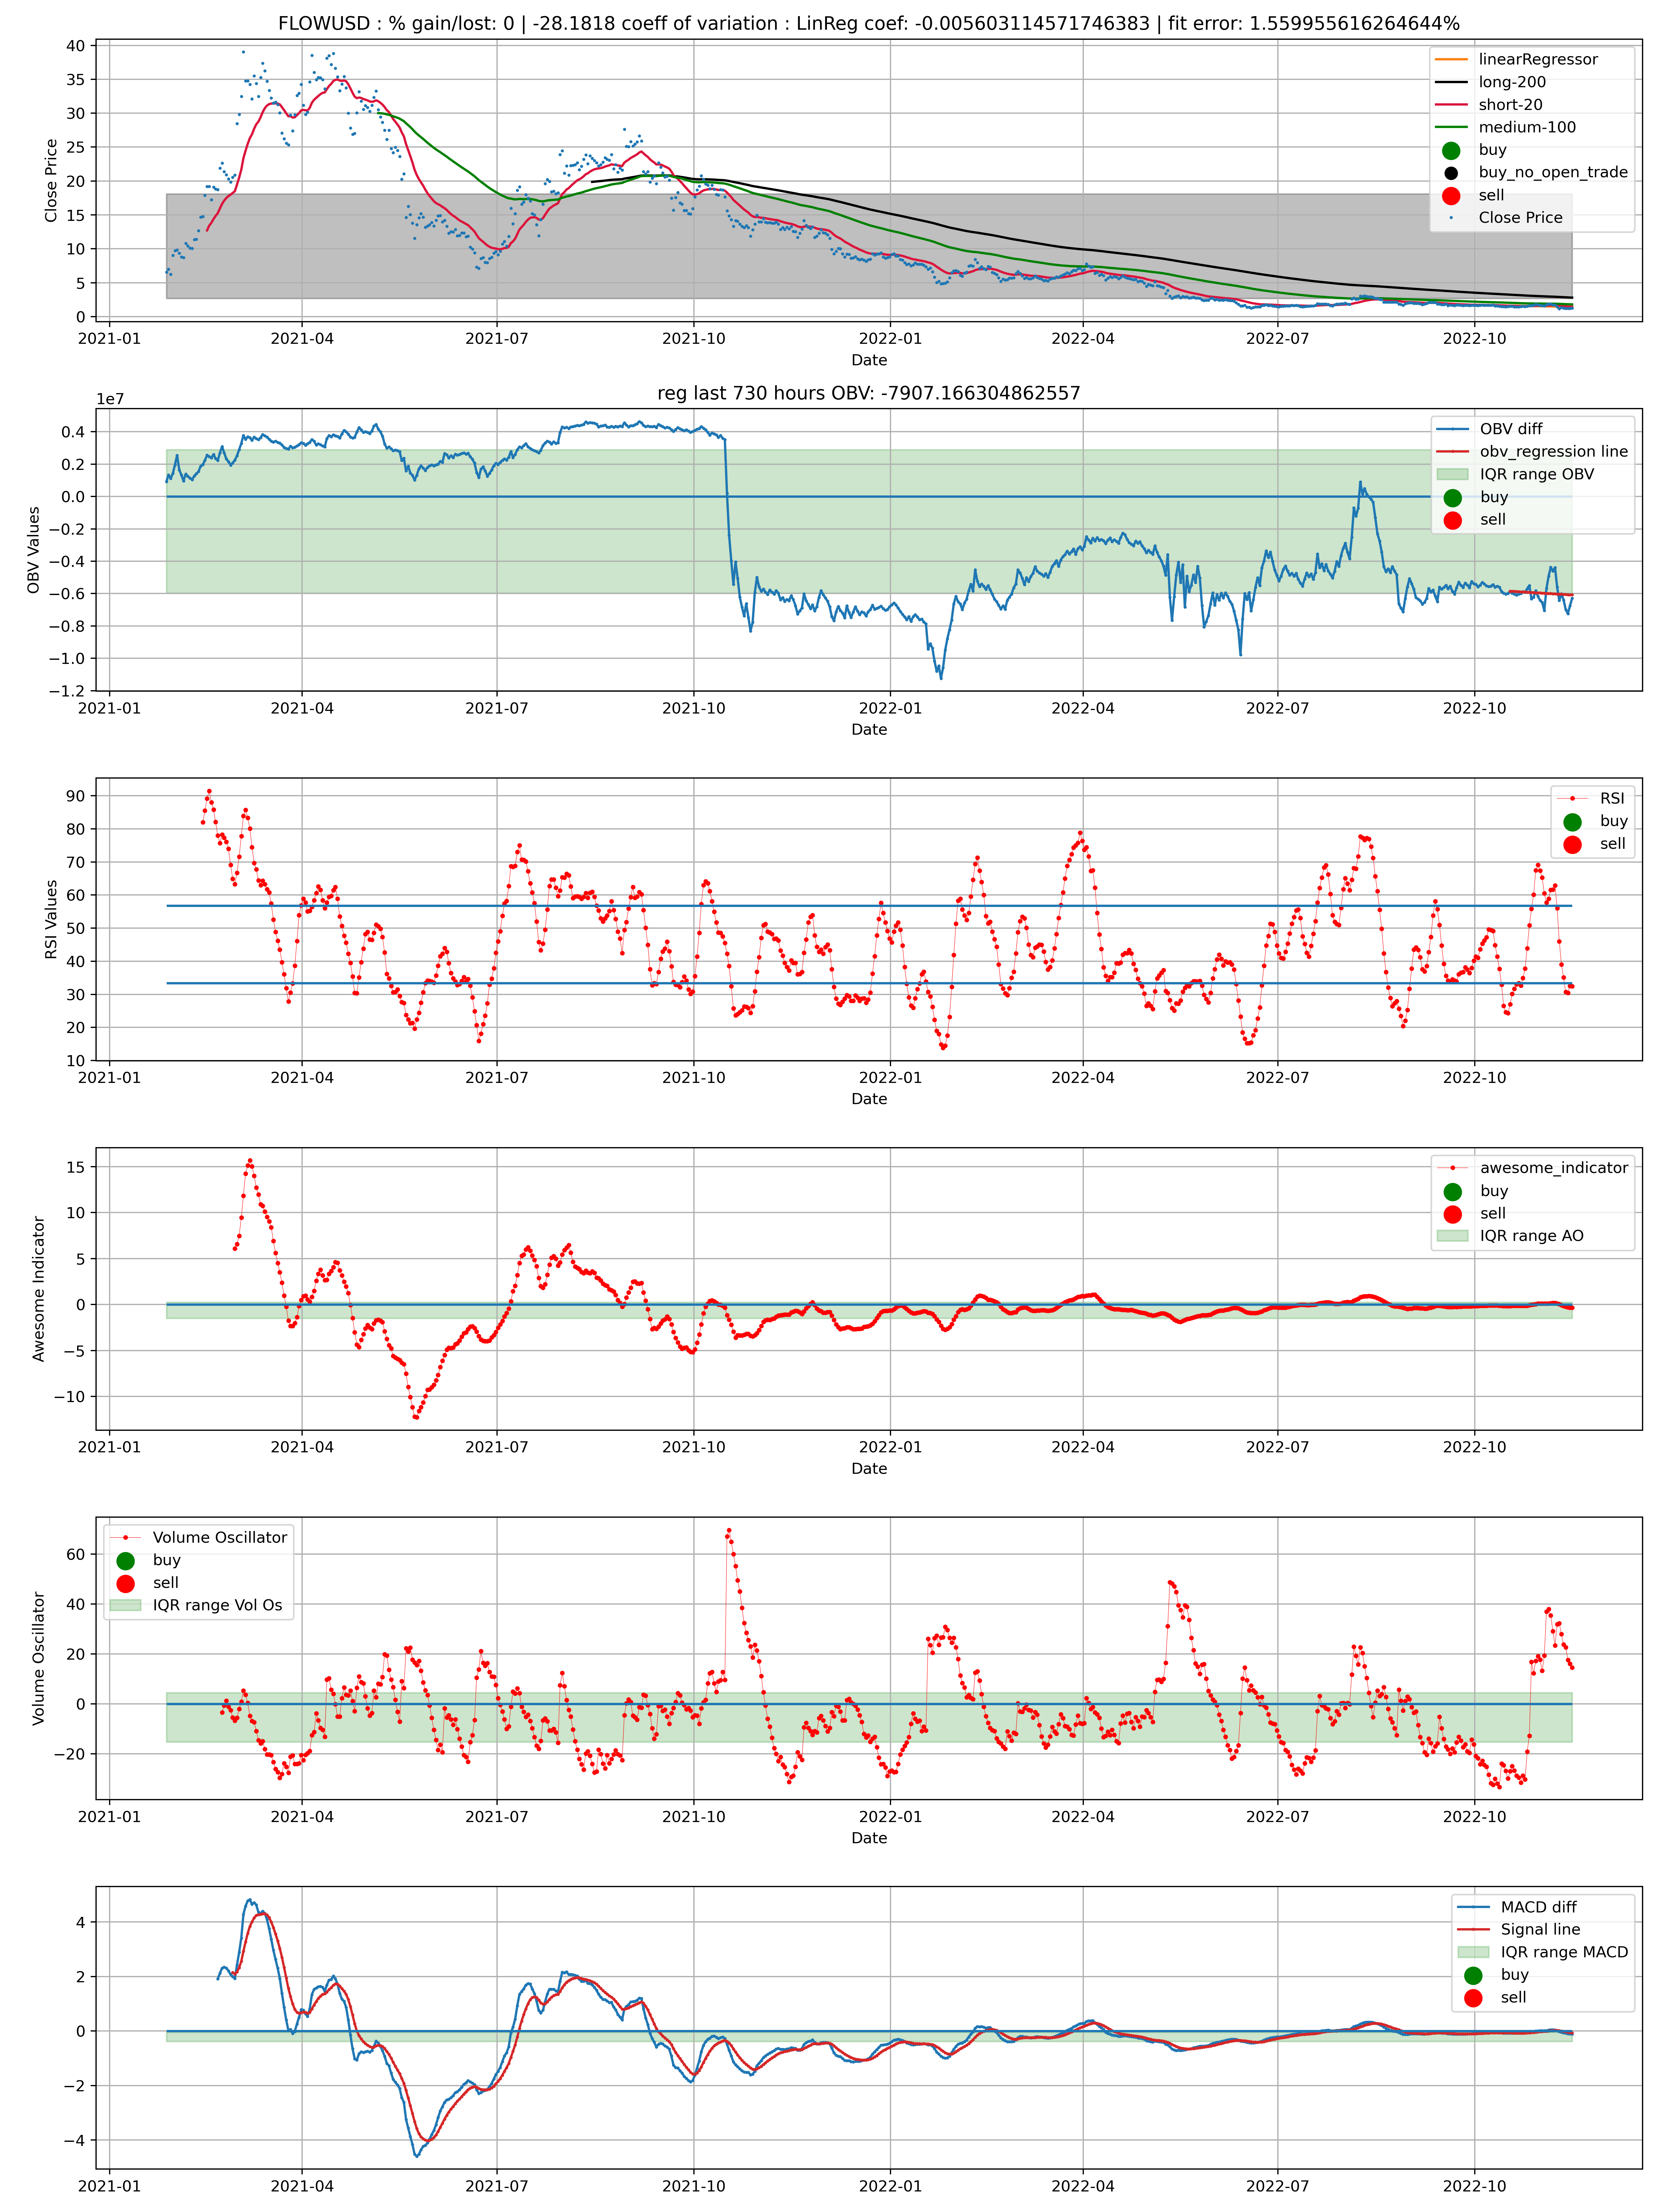 FLOWUSD : % gain/lost: 0 | -28.1818 coeff of variation : LinReg coef: -0.005603114571746383 | fit error: 1.559955616264644%
40
35
30
25
20
15
10
5
0
Close Price
linearRegressor
long-200
short-20
medium-100
buy
buy_no_open_trade
sell
Close Price
2021-01 2021-04 2021-07 2021-10 2022-01 2022-04 2022-07 2022-10
Date
reg last 730 hours OBV: -7907.166304862557
1e7
0.4
0.2
0.0
−0.2
−0.4
−0.6
−0.8
−1.0
−1.2
OBV Values
OBV diff
obv_regression line
IQR range OBV
buy
sell
2021-01 2021-04 2021-07 2021-10 2022-01 2022-04 2022-07 2022-10
Date
90
80
70
60
50
40
30
20
10
RSI Values
RSI
buy
sell
2021-01 2021-04 2021-07 2021-10 2022-01 2022-04 2022-07 2022-10
Date
15
10
5
0
−5
−10
Awesome Indicator
awesome_indicator
buy
sell
IQR range AO
2021-01 2021-04 2021-07 2021-10 2022-01 2022-04 2022-07 2022-10
Date
60
40
20
0
−20
Volume Oscillator
Volume Oscillator
buy
sell
IQR range Vol Os
2021-01 2021-04 2021-07 2021-10 2022-01 2022-04 2022-07 2022-10
Date
4
2
0
−2
−4
MACD diff
Signal line
IQR range MACD
buy
sell
2021-01 2021-04 2021-07 2021-10 2022-01 2022-04 2022-07 2022-10